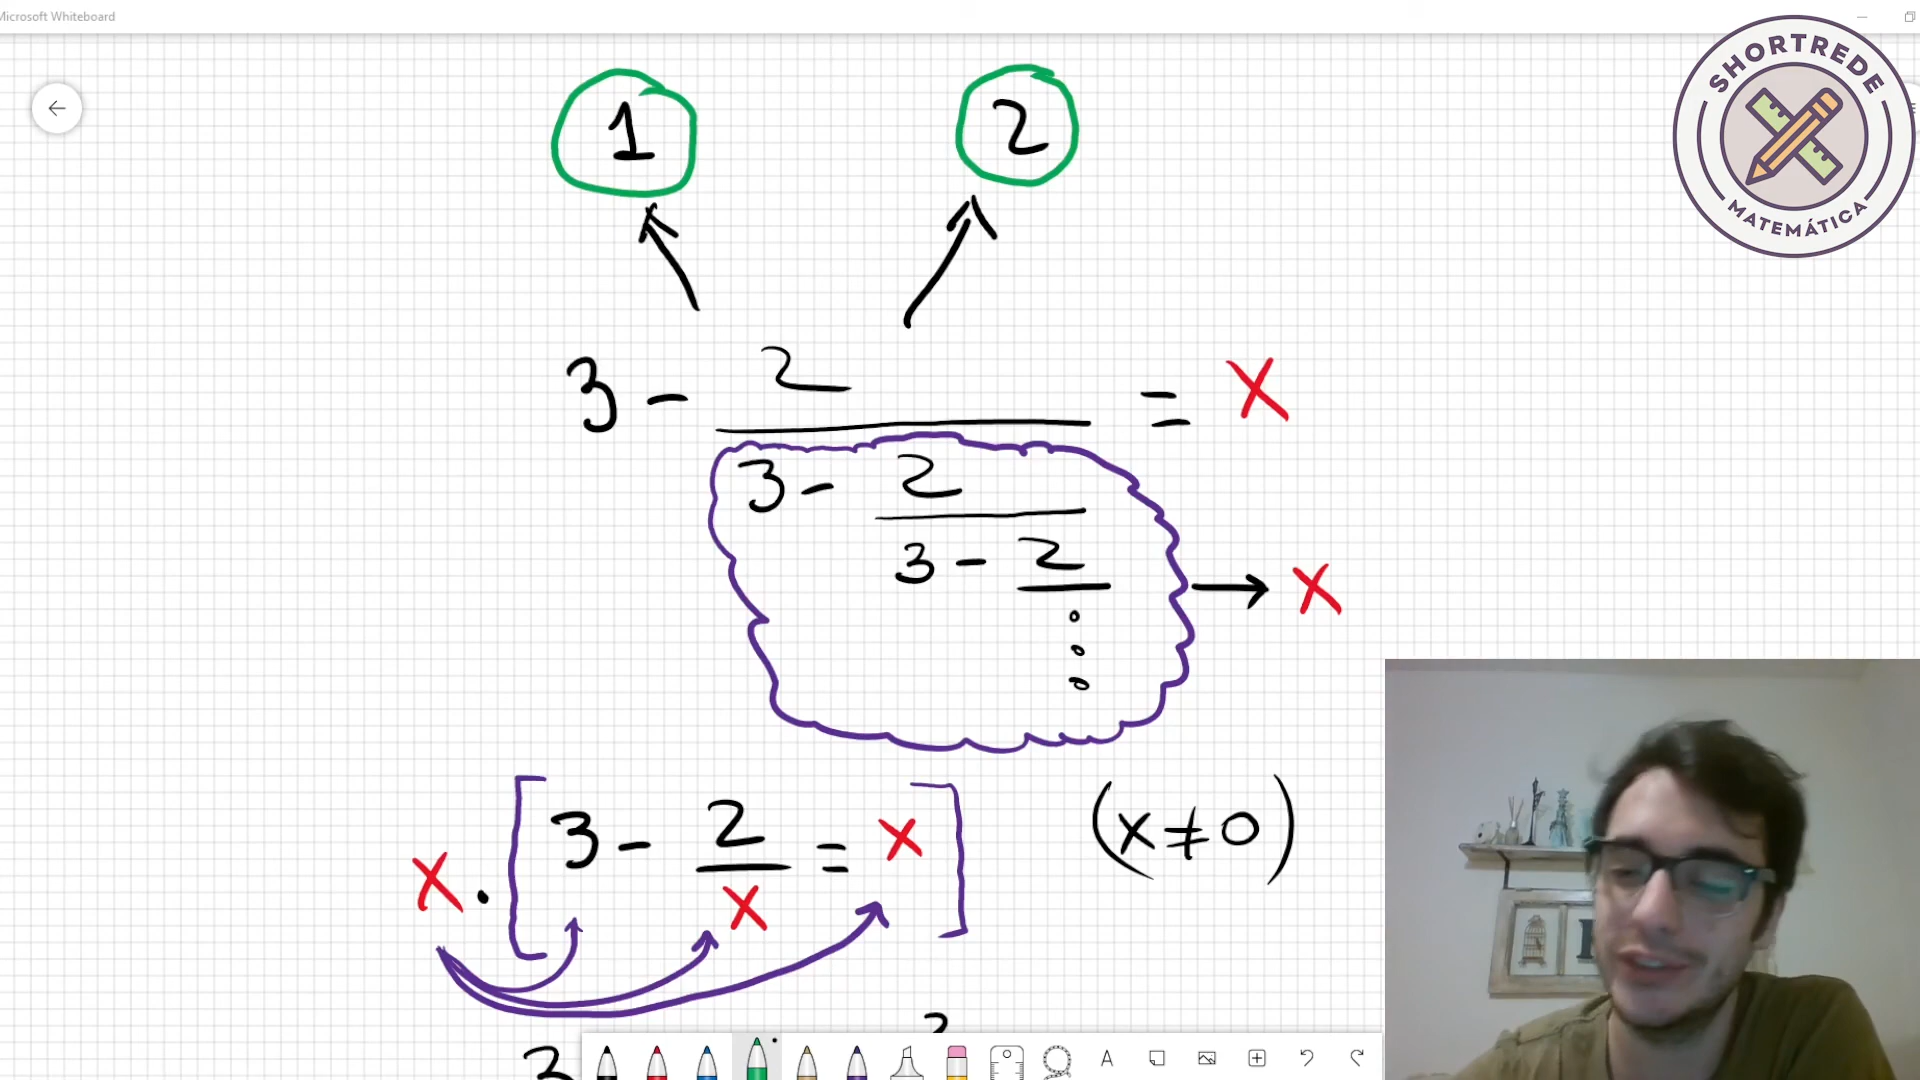 Microsoft Whiteboard
SHORTREDE
MATEMÁTICA
1 2
3 - 2 = x
3 - 2
3 - 2
→ x
x . [ 3 - 2 = x ] (x ≠ 0)
x
A